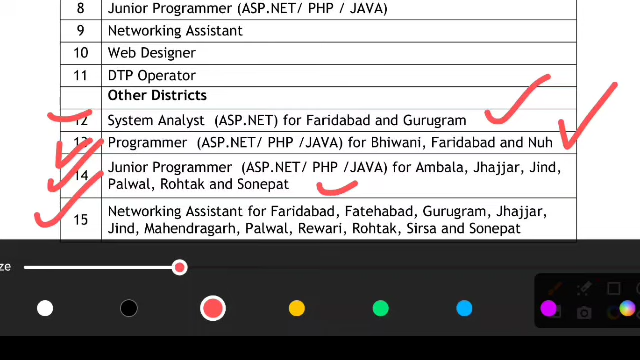 8 Junior Programmer (ASP.NET/ PHP / JAVA)
9 Networking Assistant
10 Web Designer
11 DTP Operator
Other Districts
12 System Analyst (ASP.NET) for Faridabad and Gurugram
13 Programmer (ASP.NET/ PHP /JAVA) for Bhiwani, Faridabad and Nuh
14 Junior Programmer (ASP.NET/ PHP /JAVA) for Ambala, Jhajjar, Jind,
Palwal, Rohtak and Sonepat
15 Networking Assistant for Faridabad, Fatehabad, Gurugram, Jhajjar,
Jind, Mahendragarh, Palwal, Rewari, Rohtak, Sirsa and Sonepat
ze